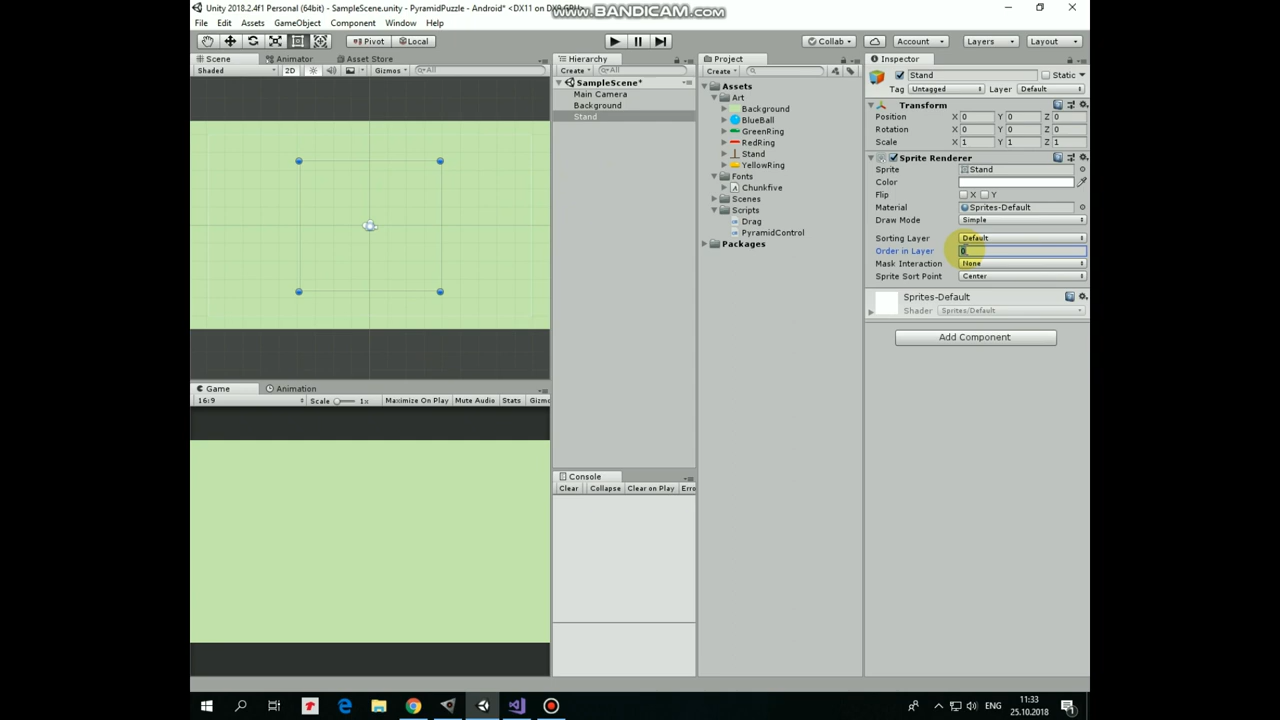 Unity 2018.2.4f1 Personal (64bit) - SampleScene.unity - PyramidPuzzle - Android* <DX11 on DX9 GPU>
www.BANDICAM.com
File Edit Assets GameObject Component Window Help
Pivot Local Collab Account Layers Layout
Scene Animator Asset Store
Shaded 2D Gizmos All
Hierarchy
Create All
SampleScene*
Main Camera
Background
Stand
Project
Create
Assets
Art
Background
BlueBall
GreenRing
RedRing
Stand
YellowRing
Fonts
Chunkfive
Scenes
Scripts
Drag
PyramidControl
Packages
Inspector
Stand Static
Tag Untagged Layer Default
Transform
Position X 0 Y 0 Z 0
Rotation X 0 Y 0 Z 0
Scale X 1 Y 1 Z 1
Sprite Renderer
Sprite Stand
Color
Flip X Y
Material Sprites-Default
Draw Mode Simple
Sorting Layer Default
Order in Layer 0
Mask Interaction None
Sprite Sort Point Center
Sprites-Default
Shader Sprites/Default
Add Component
Game Animation
16:9 Scale 1x Maximize On Play Mute Audio Stats Gizmo
Console
Clear Collapse Clear on Play Erro
ENG
11:33
25.10.2018
1